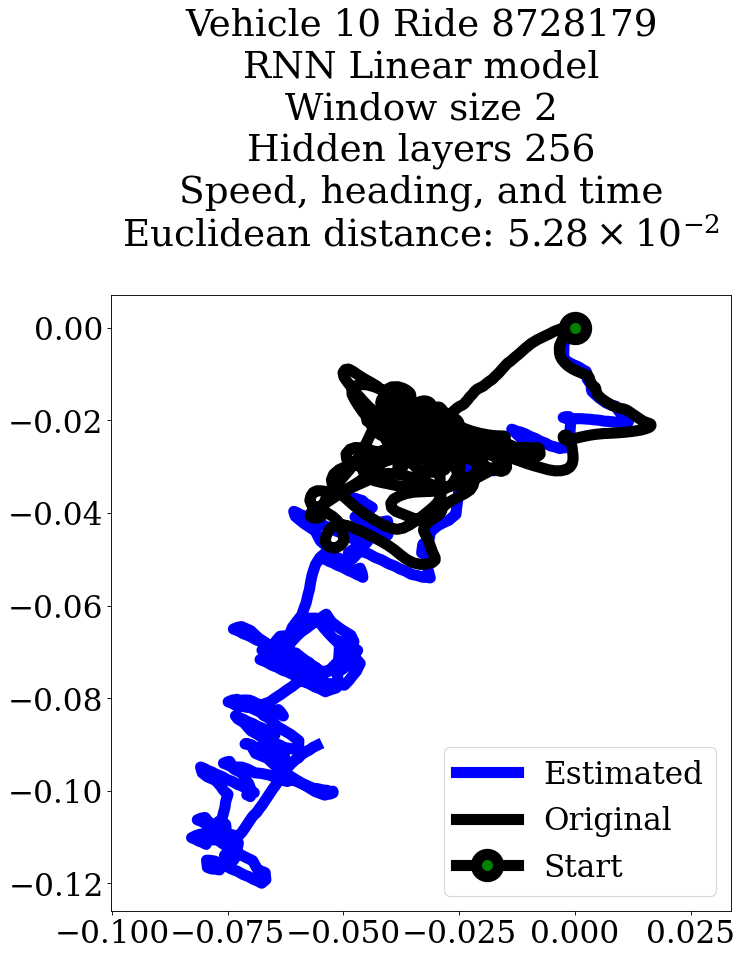 Vehicle 10 Ride 8728179
RNN Linear model
Window size 2
Hidden layers 256
Speed, heading, and time
Euclidean distance: 5.28 × 10⁻²
0.00
−0.02
−0.04
−0.06
−0.08
−0.10
−0.12
Estimated
Original
Start
−0.100 −0.075 −0.050 −0.025 0.000 0.025